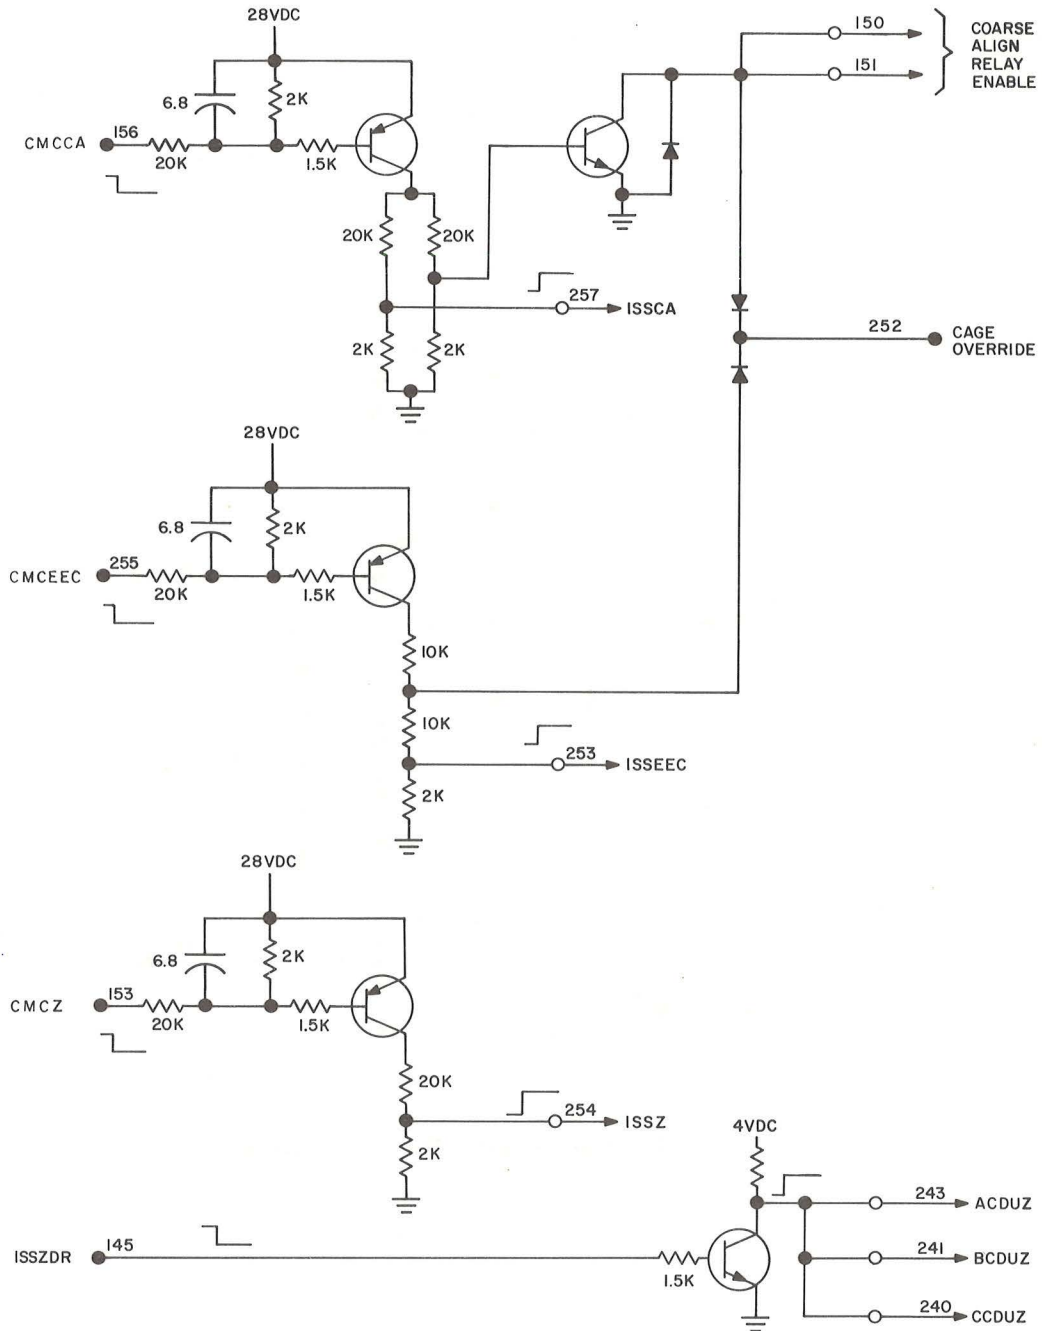 28VDC
150
COARSE
ALIGN
RELAY
ENABLE
151
6.8
2K
CMCCA
156
20K
1.5K
20K
20K
257
ISSCA
2K
2K
252
CAGE
OVERRIDE
28VDC
6.8
2K
CMCEEC
255
20K
1.5K
10K
10K
253
ISSEEC
2K
28VDC
6.8
2K
CMCZ
153
20K
1.5K
20K
254
ISSZ
2K
4VDC
243
ACDUZ
ISSZDR
145
1.5K
241
BCDUZ
240
CCDUZ